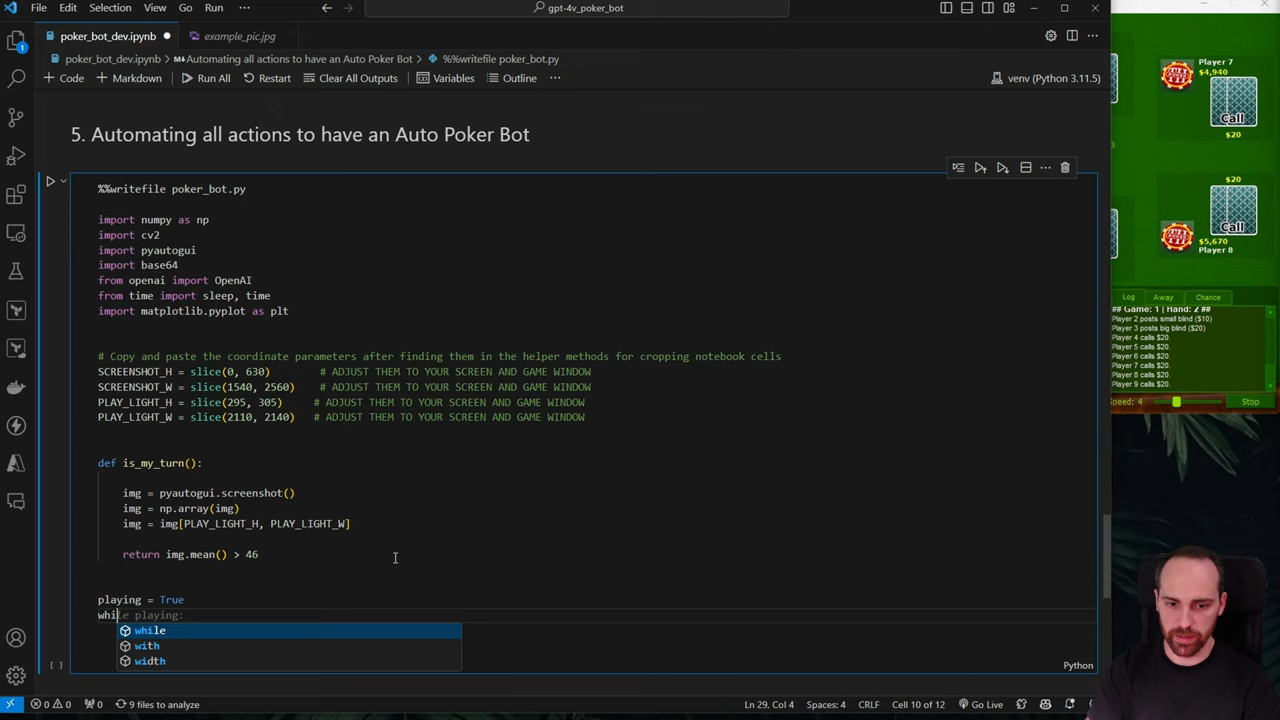 File Edit Selection View Go Run ··· gpt-4v_poker_bot
poker_bot_dev.ipynb example_pic.jpg
poker_bot_dev.ipynb > Automating all actions to have an Auto Poker Bot > %%writefile poker_bot.py
+ Code + Markdown Run All Restart Clear All Outputs Variables Outline ··· venv (Python 3.11.5)
5. Automating all actions to have an Auto Poker Bot
%%writefile poker_bot.py
import numpy as np
import cv2
import pyautogui
import base64
from openai import OpenAI
from time import sleep, time
import matplotlib.pyplot as plt
# Copy and paste the coordinate parameters after finding them in the helper methods for cropping notebook cells
SCREENSHOT_H = slice(0, 630) # ADJUST THEM TO YOUR SCREEN AND GAME WINDOW
SCREENSHOT_W = slice(1540, 2560) # ADJUST THEM TO YOUR SCREEN AND GAME WINDOW
PLAY_LIGHT_H = slice(295, 305) # ADJUST THEM TO YOUR SCREEN AND GAME WINDOW
PLAY_LIGHT_W = slice(2110, 2140) # ADJUST THEM TO YOUR SCREEN AND GAME WINDOW
def is_my_turn():
img = pyautogui.screenshot()
img = np.array(img)
img = img[PLAY_LIGHT_H, PLAY_LIGHT_W]
return img.mean() > 46
playing = True
while playing:
while
with
width
[ ] Python
1
0 0 0 9 files to analyze Ln 29, Col 4 Spaces: 4 CRLF Cell 10 of 12 Go Live
Player 7
$4,940
Call
$20
$20
Call
$5,670
Player 8
Log Away Chance
## Game: 1 | Hand: 2 ##
Player 2 posts small blind ($10)
Player 3 posts big blind ($20)
Player 4 calls $20.
Player 5 calls $20.
Player 6 calls $20.
Player 7 calls $20.
Player 8 calls $20.
Player 9 calls $20.
Speed: 4 Stop